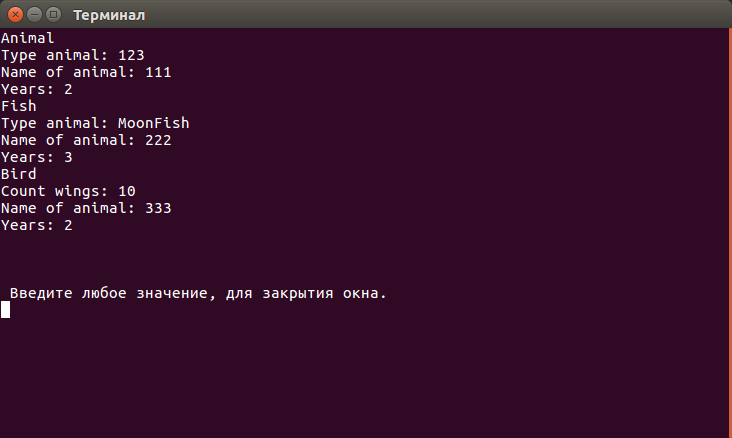 Терминал
Animal
Type animal: 123
Name of animal: 111
Years: 2
Fish
Type animal: MoonFish
Name of animal: 222
Years: 3
Bird
Count wings: 10
Name of animal: 333
Years: 2
Введите любое значение, для закрытия окна.